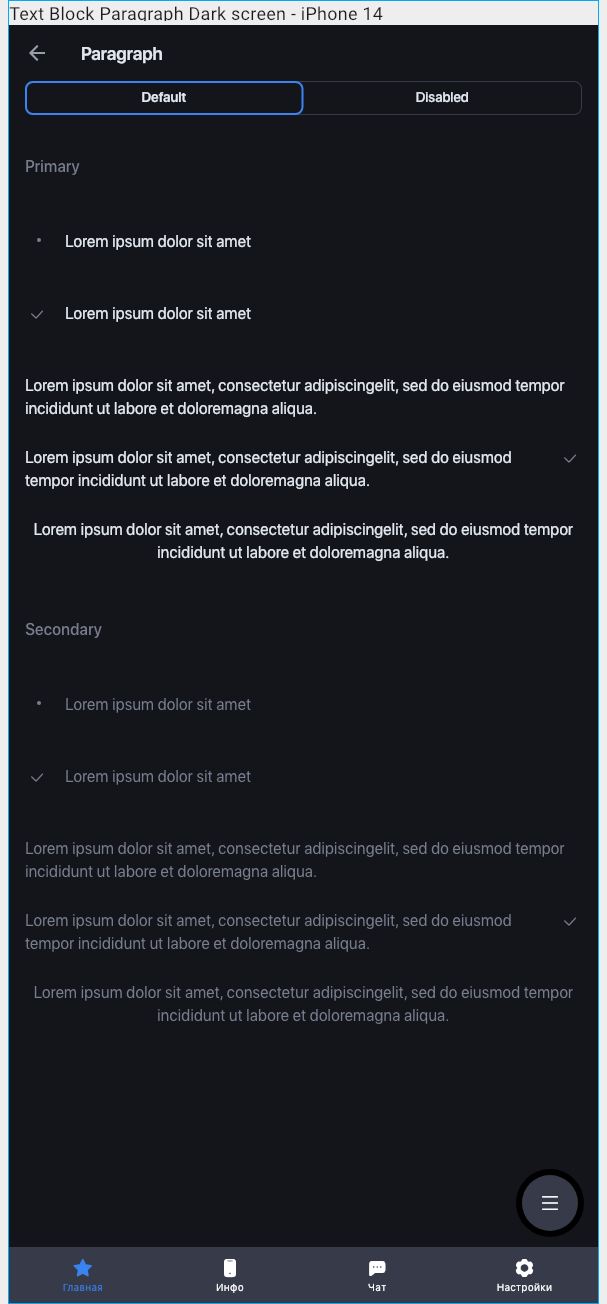 Text Block Paragraph Dark screen - iPhone 14
Paragraph
Default
Disabled
Primary
Lorem ipsum dolor sit amet
Lorem ipsum dolor sit amet
Lorem ipsum dolor sit amet, consectetur adipiscingelit, sed do eiusmod tempor
incididunt ut labore et doloremagna aliqua.
Lorem ipsum dolor sit amet, consectetur adipiscingelit, sed do eiusmod
tempor incididunt ut labore et doloremagna aliqua.
Lorem ipsum dolor sit amet, consectetur adipiscingelit, sed do eiusmod tempor
incididunt ut labore et doloremagna aliqua.
Secondary
Lorem ipsum dolor sit amet
Lorem ipsum dolor sit amet
Lorem ipsum dolor sit amet, consectetur adipiscingelit, sed do eiusmod tempor
incididunt ut labore et doloremagna aliqua.
Lorem ipsum dolor sit amet, consectetur adipiscingelit, sed do eiusmod
tempor incididunt ut labore et doloremagna aliqua.
Lorem ipsum dolor sit amet, consectetur adipiscingelit, sed do eiusmod tempor
incididunt ut labore et doloremagna aliqua.
Главная
Инфо
Чат
Настройки